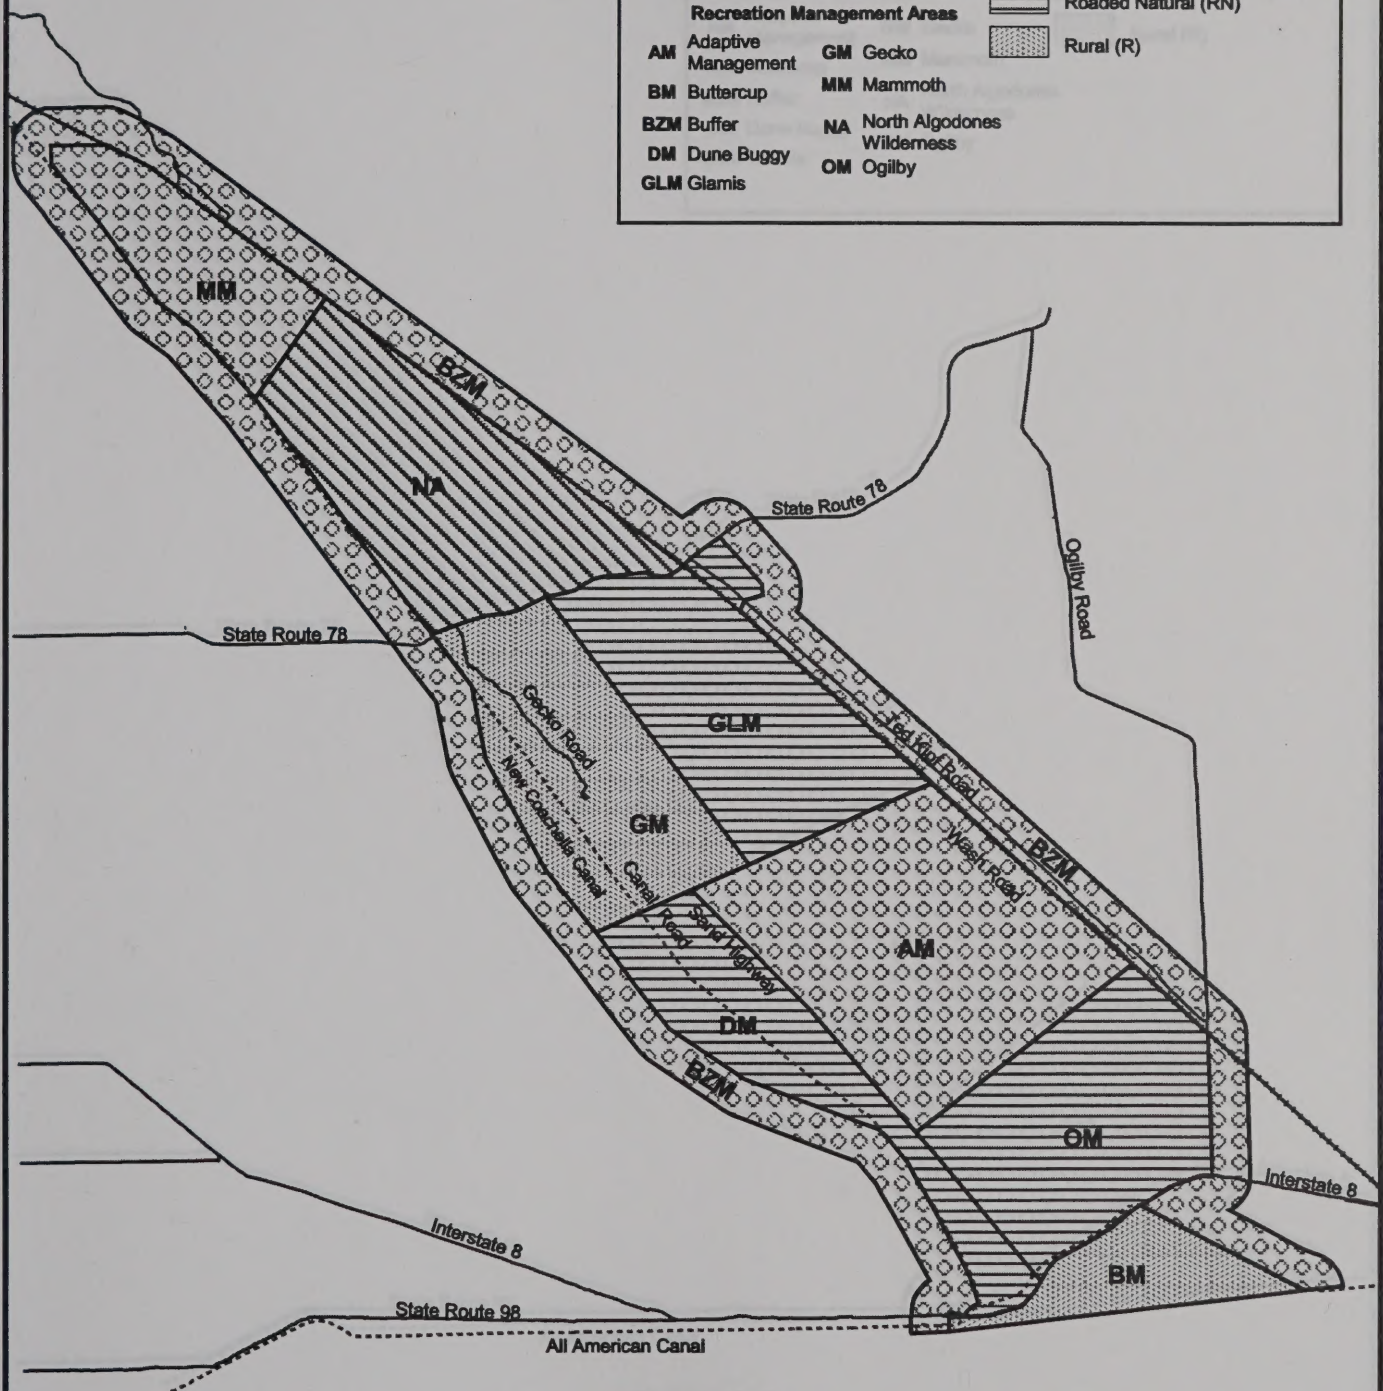 Recreation Management Areas
Roaded Natural (RN)
Rural (R)
AM Adaptive
Management
BM Buttercup
BZM Buffer
DM Dune Buggy
GLM Glamis
GM Gecko
MM Mammoth
NA North Algodones
Wilderness
OM Ogilby
MM
BZM
NA
State Route 78
Ogilby Road
State Route 78
Gecko Road
GLM
Ted Kipf Road
New Coachella Canal
GM
Wash Road
BZM
Canal
Road
Sand Highway
AM
DM
BZM
OM
Interstate 8
Interstate 8
BM
State Route 98
All American Canal